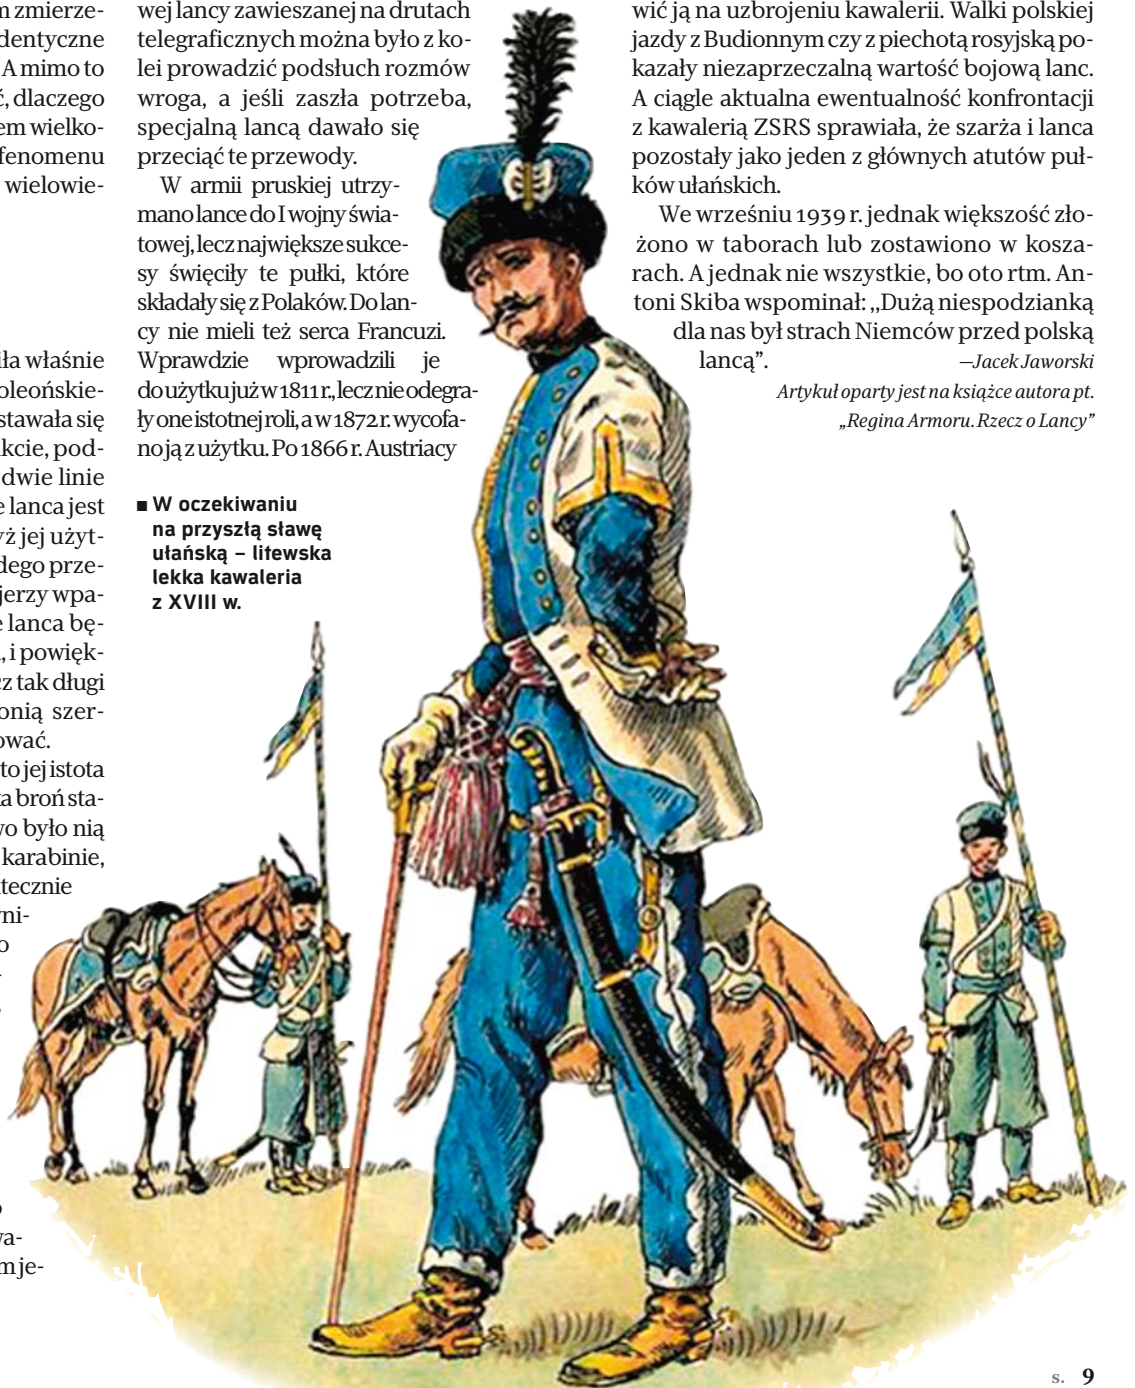 m zmierze-
dentyczne
A mimo to
ć, dlaczego
em wielko-
fenomenu
wielowie-
iła właśnie
oleońskie-
stawała się
kcie, pod-
dwie linie
e lanca jest
yż jej użyt-
dego prze-
jerzy wpa-
e lanca bę-
, i powięk-
cz tak długi
onią szer-
ować.
to jej istota
ka broń sta-
wo było nią
karabinie,
tecznie
ni-
o
wa-
m je-
wej lancy zawieszanej na drutach
telegraficznych można było z ko-
lei prowadzić podsłuch rozmów
wroga, a jeśli zaszła potrzeba,
specjalną lancą dawało się
przeciąć te przewody.
W armii pruskiej utrzy-
mano lance do I wojny świa-
towej, lecz największe sukce-
sy święciły te pułki, które
składały się z Polaków. Do lan-
cy nie mieli też serca Francuzi.
Wprawdzie wprowadzili je
do użytku już w 1811 r., lecz nie odegra-
ły one istotnej roli, a w 1872 r. wycofa-
no ją z użytku. Po 1866 r. Austriacy
■ W oczekiwaniu
na przyszłą sławę
ułańską – litewska
lekka kawaleria
z XVIII w.
wić ją na uzbrojeniu kawalerii. Walki polskiej
jazdy z Budionnym czy z piechotą rosyjską po-
kazały niezaprzeczalną wartość bojową lanc.
A ciągle aktualna ewentualność konfrontacji
z kawalerią ZSRS sprawiała, że szarża i lanca
pozostały jako jeden z głównych atutów puł-
ków ułańskich.
We wrześniu 1939 r. jednak większość zło-
żono w taborach lub zostawiono w kosza-
rach. A jednak nie wszystkie, bo oto rtm. An-
toni Skiba wspominał: ,,Dużą niespodzianką
dla nas był strach Niemców przed polską
lancą”.
—Jacek Jaworski
Artykuł oparty jest na książce autora pt.
„Regina Armoru. Rzecz o Lancy”
s. 9